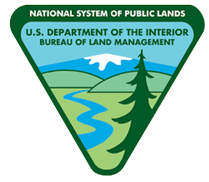 NATIONAL SYSTEM OF PUBLIC LANDS
U.S. DEPARTMENT OF THE INTERIOR
BUREAU OF LAND MANAGEMENT